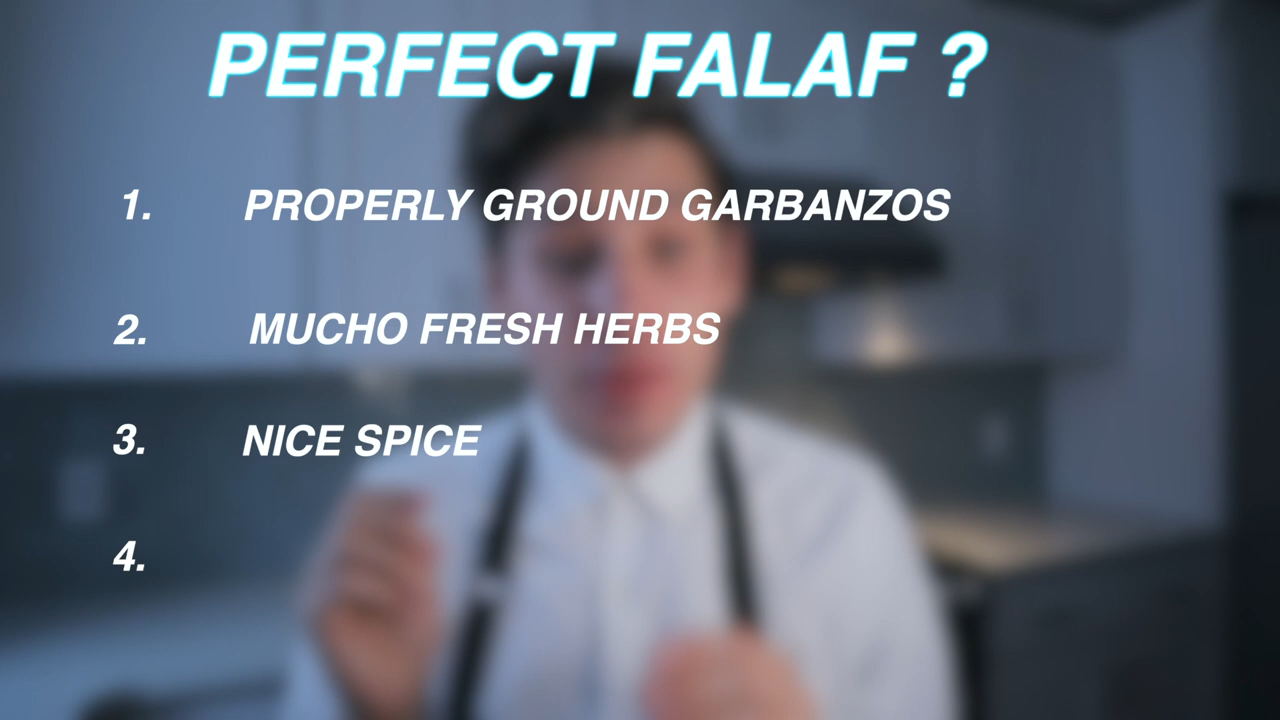 PERFECT FALAF ?
1. PROPERLY GROUND GARBANZOS
2. MUCHO FRESH HERBS
3. NICE SPICE
4.